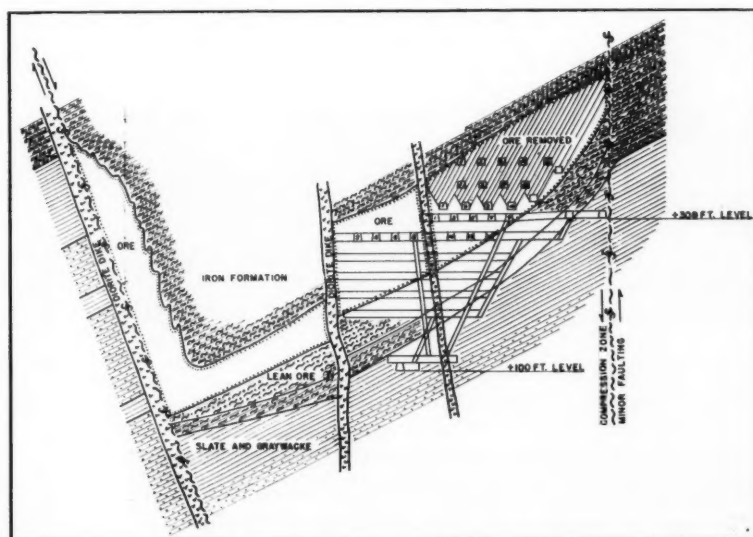 ORE REMOVED
ORE
+300 FT. LEVEL
ORE
DIORITE DIKE
IRON FORMATION
DIKE
LEAN ORE
+100 FT. LEVEL
COMPRESSION ZONE
MINOR FAULTING
SLATE AND GRAYWACKE